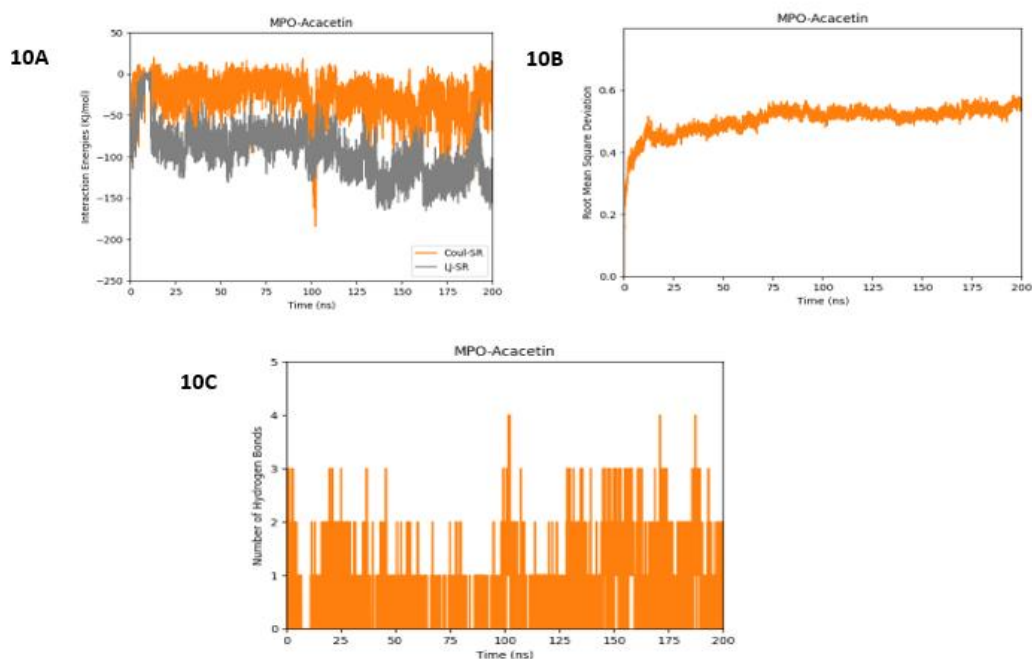 10A
MPO-Acacetin
Interaction Energies (KJ/mol)
50
0
−50
−100
−150
−200
−250
0 25 50 75 100 125 150 175 200
Time (ns)
Coul-SR
LJ-SR
10B
MPO-Acacetin
Root Mean Square Deviation
0.6
0.4
0.2
0.0
0 25 50 75 100 125 150 175 200
Time (ns)
10C
MPO-Acacetin
Number of Hydrogen Bonds
5
4
3
2
1
0
0 25 50 75 100 125 150 175 200
Time (ns)